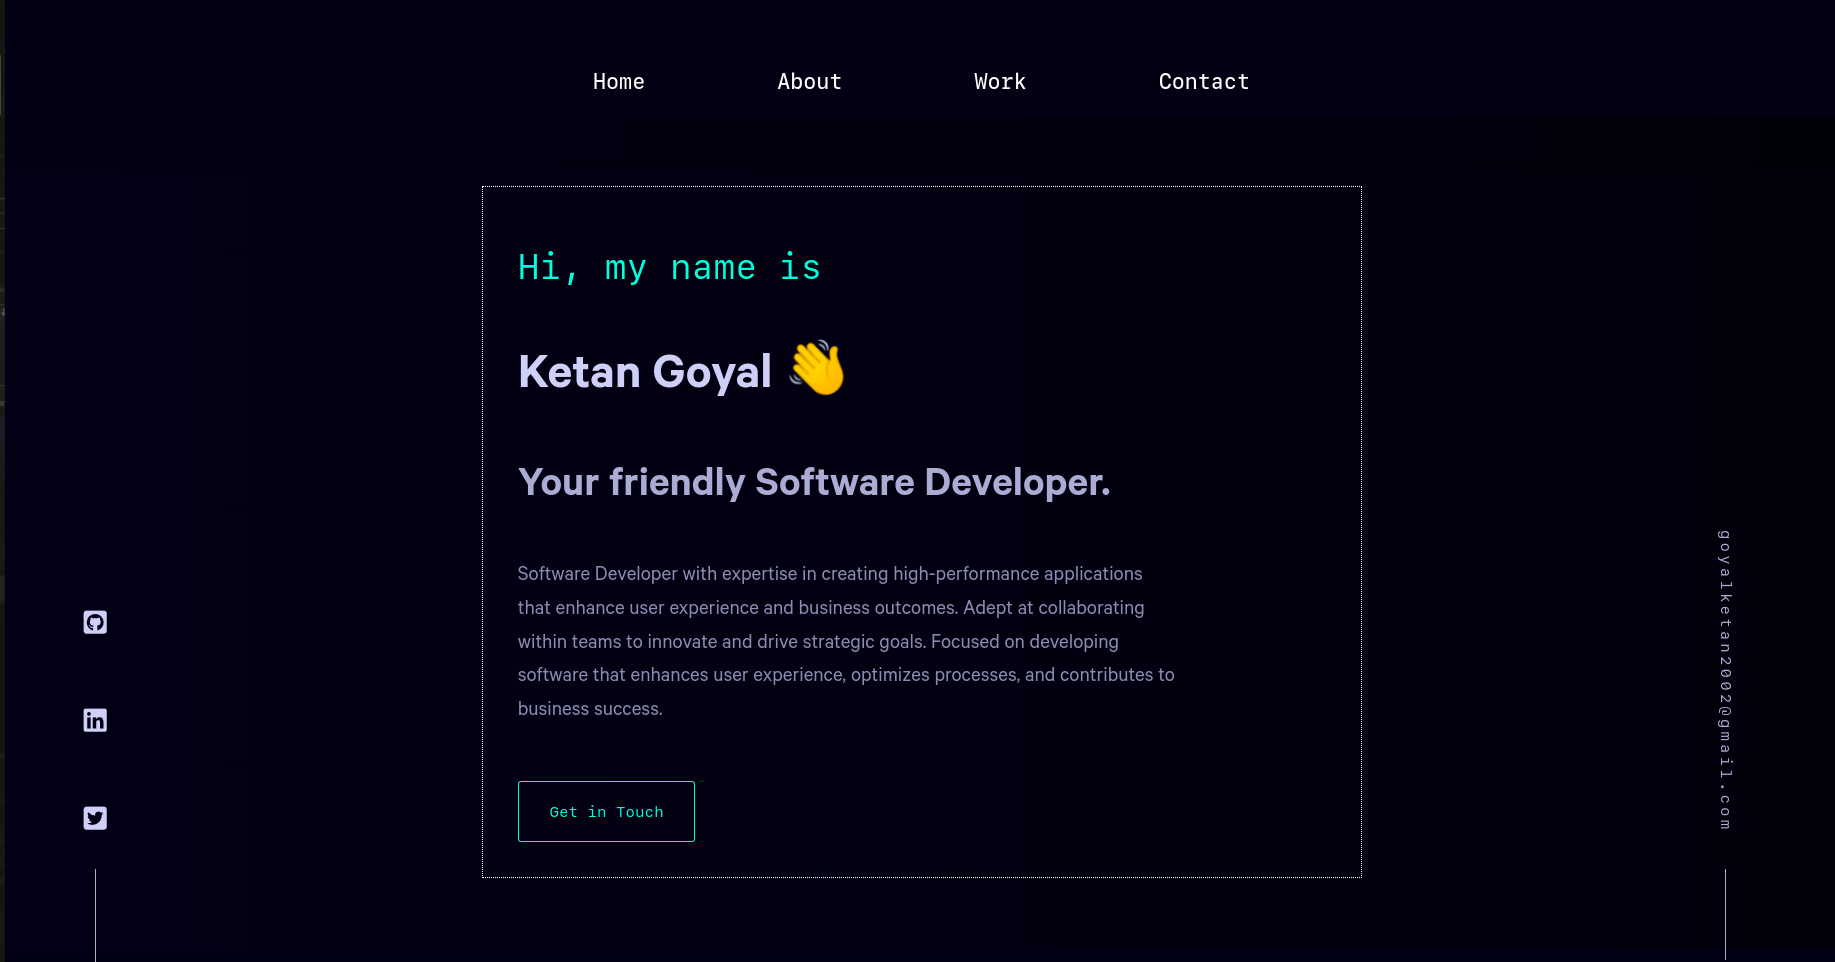 Home About Work Contact
Hi, my name is
Ketan Goyal 👋
Your friendly Software Developer.
Software Developer with expertise in creating high-performance applications
that enhance user experience and business outcomes. Adept at collaborating
within teams to innovate and drive strategic goals. Focused on developing
software that enhances user experience, optimizes processes, and contributes to
business success.
Get in Touch
goyalketan2002@gmail.com